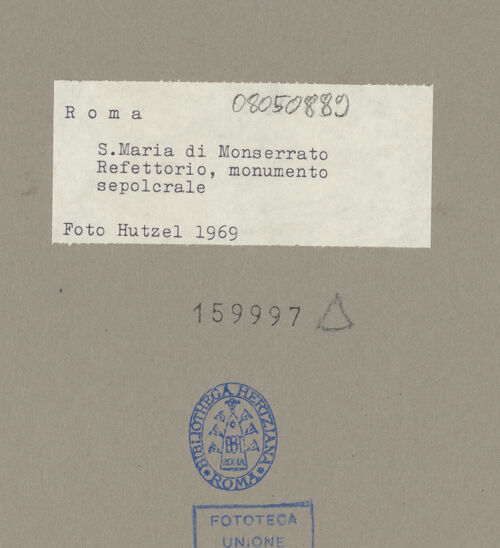 Roma
08050889
S.Maria di Monserrato
Refettorio, monumento
sepolcrale
Foto Hutzel 1969
159997
BIBLIOTHECA HERTZIANA
ROMA
FOTOTECA
UNIONE